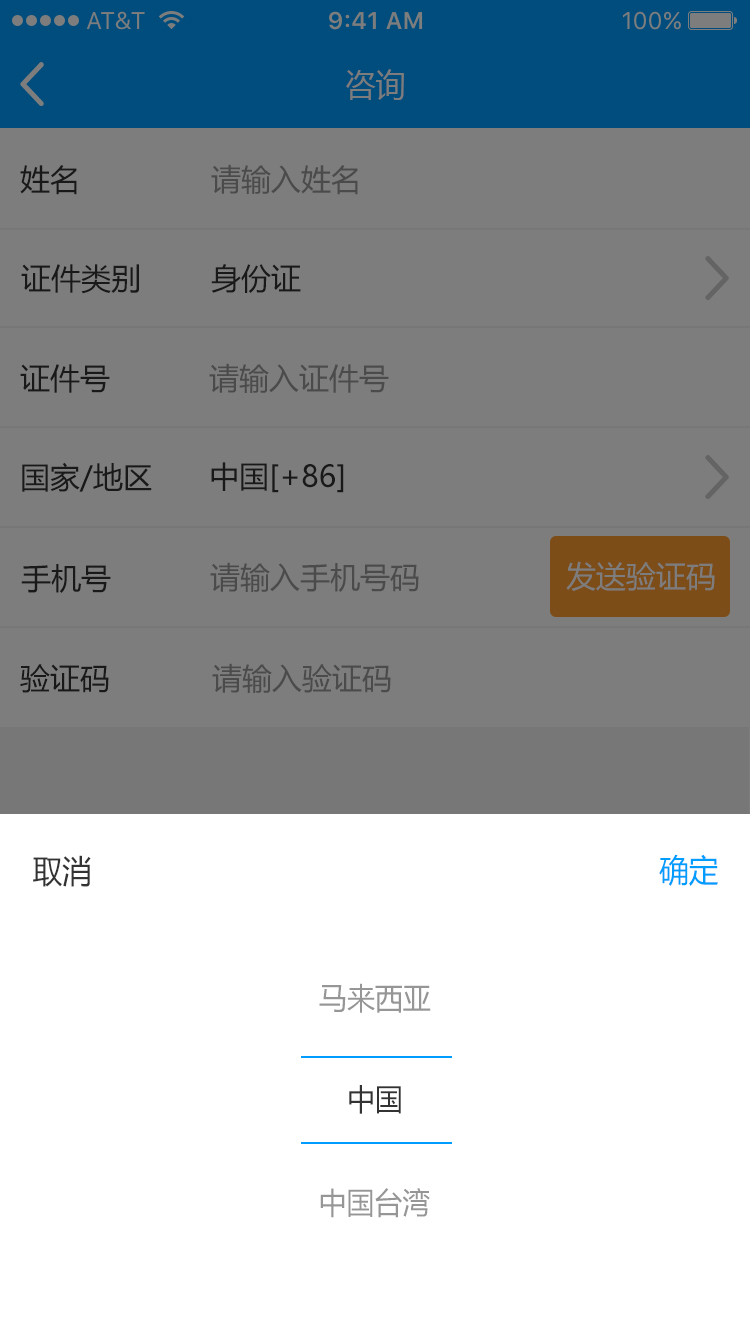 AT&T 9:41 AM 100%
咨询
姓名 请输入姓名
证件类别 身份证
证件号 请输入证件号
国家/地区 中国[+86]
手机号 请输入手机号码 发送验证码
验证码 请输入验证码
取消 确定
马来西亚
中国
中国台湾